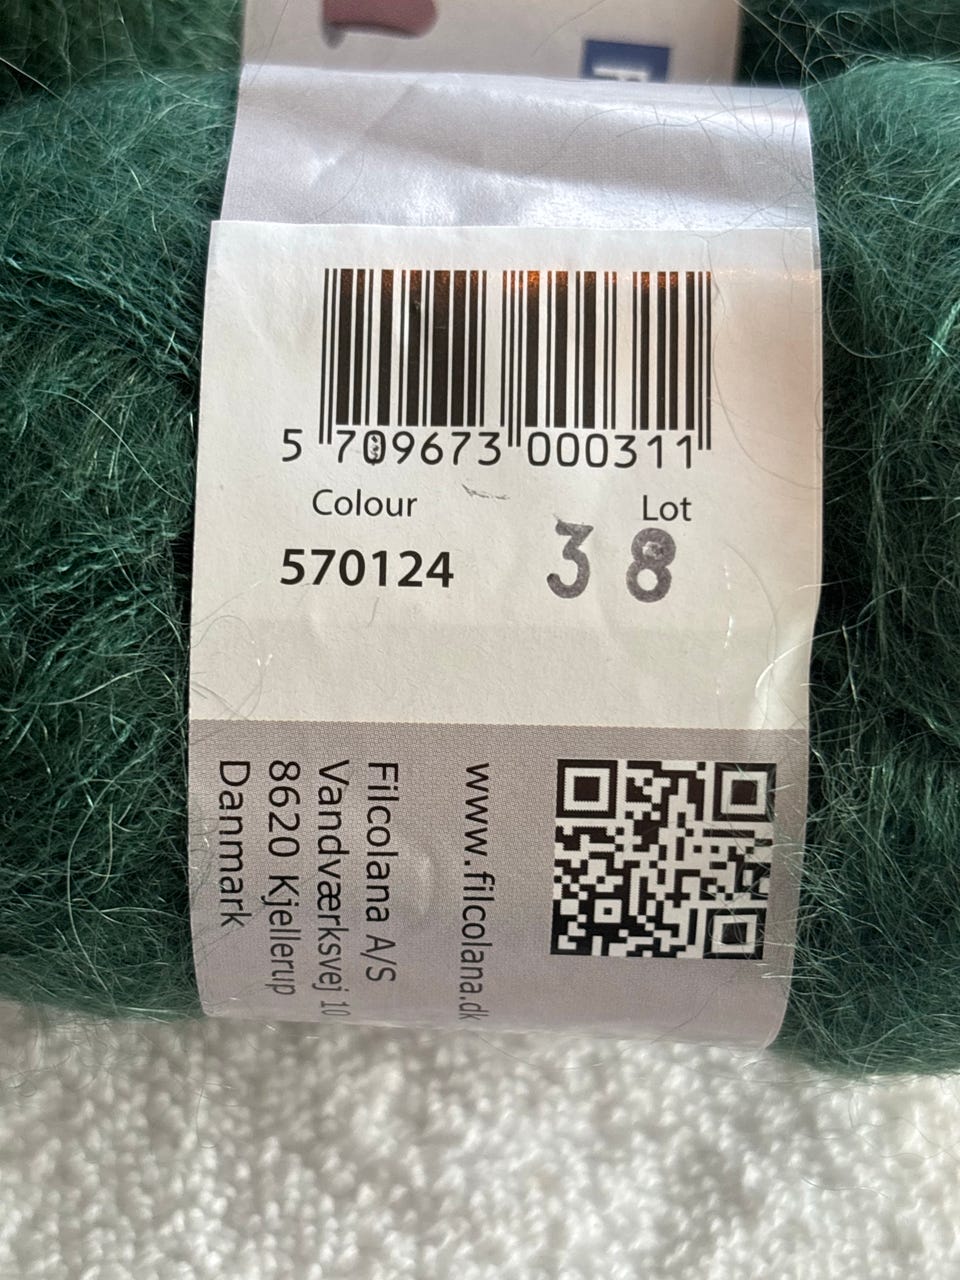 5 709673 000311
Colour Lot
570124 38
www.filcolana.dk
Filcolana A/S
Vandværksvej 10
8620 Kjellerup
Danmark